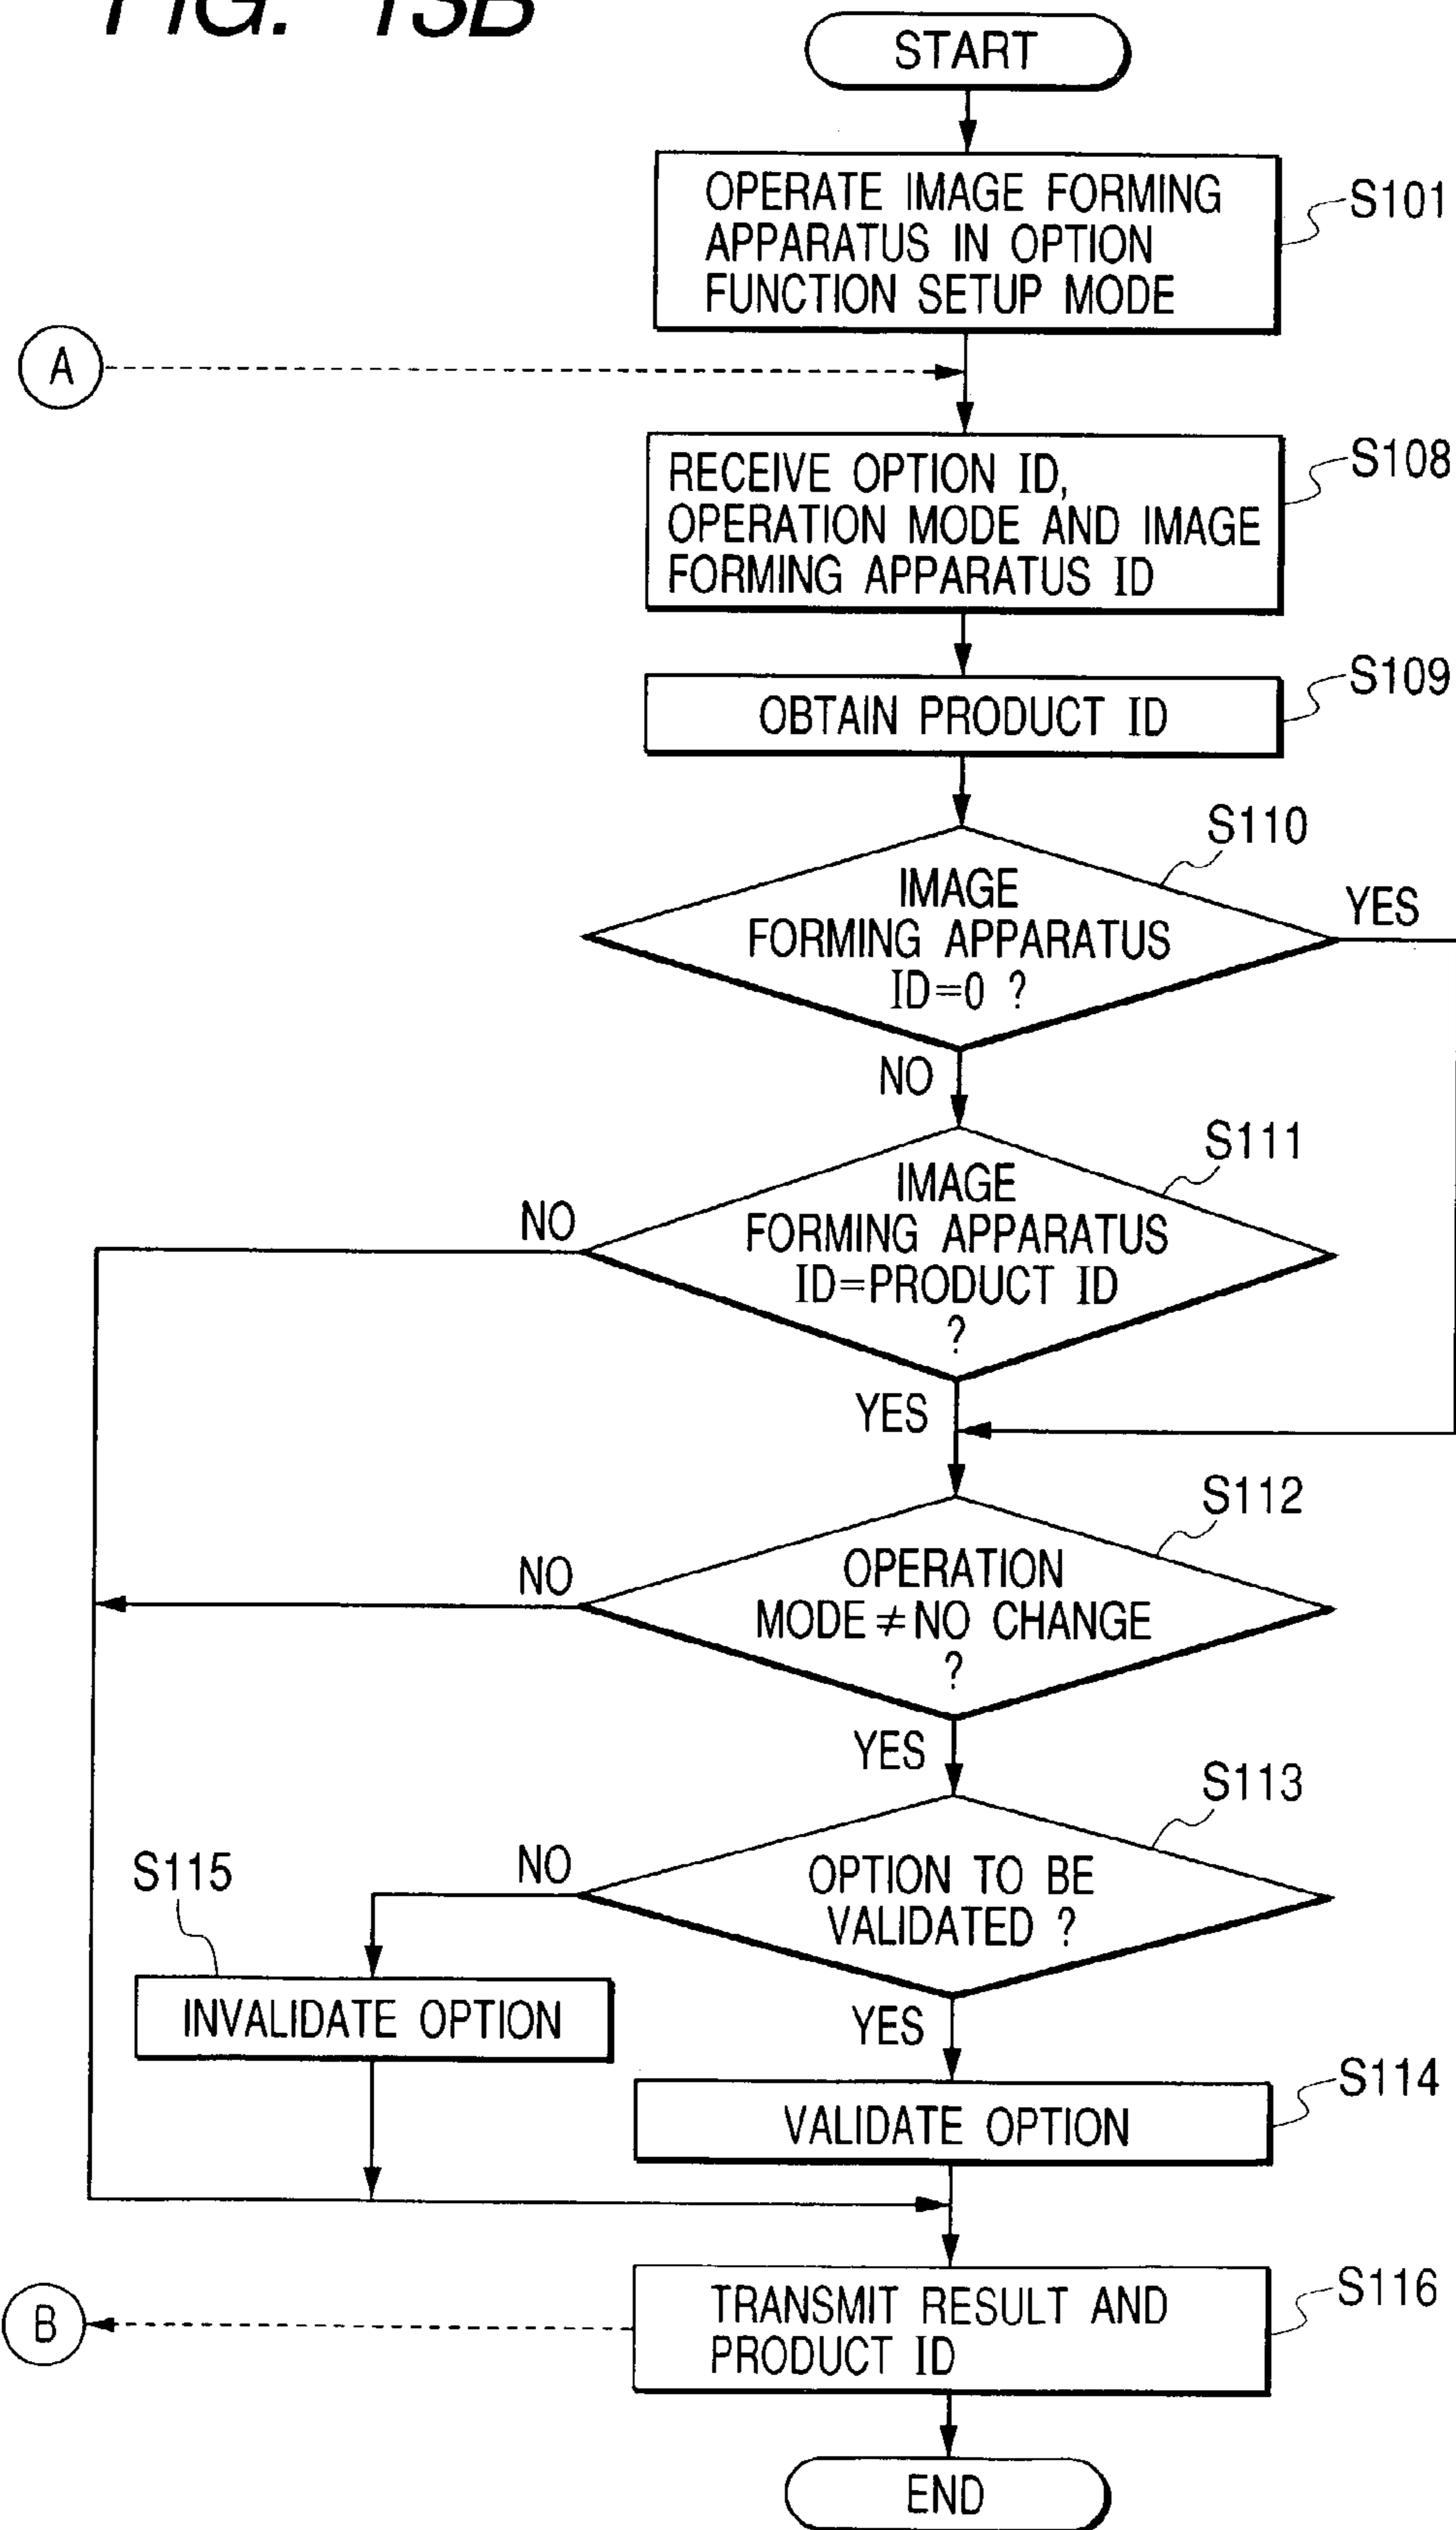 FIG. 13B
START
OPERATE IMAGE FORMING
APPARATUS IN OPTION
FUNCTION SETUP MODE
S101
A
RECEIVE OPTION ID,
OPERATION MODE AND IMAGE
FORMING APPARATUS ID
S108
OBTAIN PRODUCT ID
S109
S110
IMAGE
FORMING APPARATUS
ID=0 ?
YES
NO
S111
IMAGE
FORMING APPARATUS
ID=PRODUCT ID
?
NO
YES
S112
OPERATION
MODE≠NO CHANGE
?
NO
YES
S113
OPTION TO BE
VALIDATED ?
NO
YES
S115
INVALIDATE OPTION
S114
VALIDATE OPTION
TRANSMIT RESULT AND
PRODUCT ID
S116
B
END